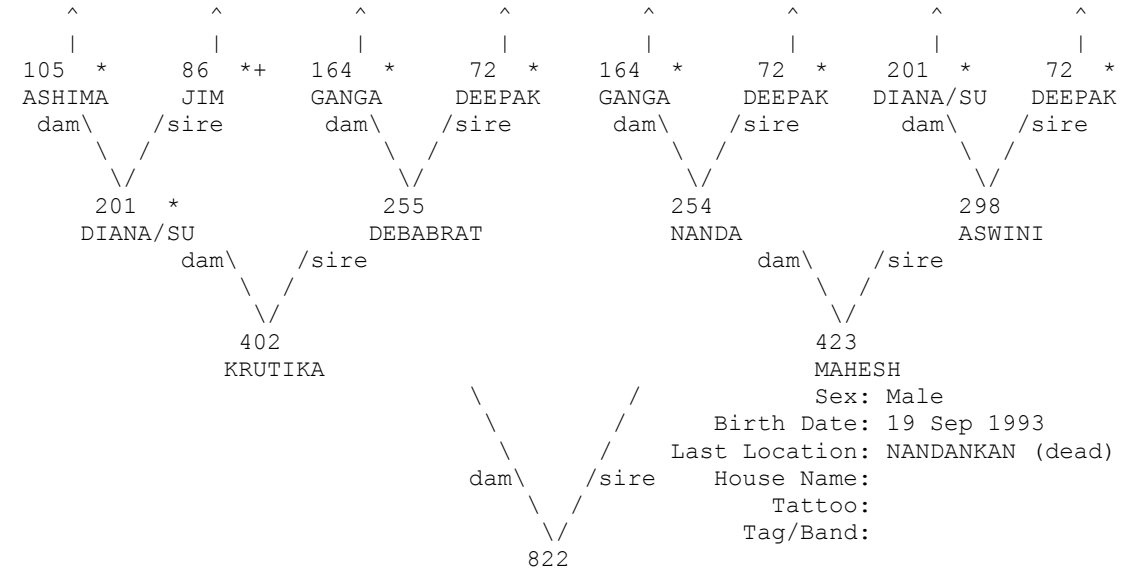 ^ ^ ^ ^ ^ ^ ^ ^
| | | | | | | |
105 * 86 *+ 164 * 72 * 164 * 72 * 201 * 72 *
ASHIMA JIM GANGA DEEPAK GANGA DEEPAK DIANA/SU DEEPAK
dam\ /sire dam\ /sire dam\ /sire dam\ /sire
\ / \ / \ / \ /
\/ \/ \/ \/
201 * 255 254 298
DIANA/SU DEBABRAT NANDA ASWINI
dam\ /sire dam\ /sire
\ / \ /
\/ \/
402 423
KRUTIKA MAHESH
\ / Sex: Male
\ / Birth Date: 19 Sep 1993
\ / Last Location: NANDANKAN (dead)
dam\ /sire House Name:
\ / Tattoo:
\/ Tag/Band:
822